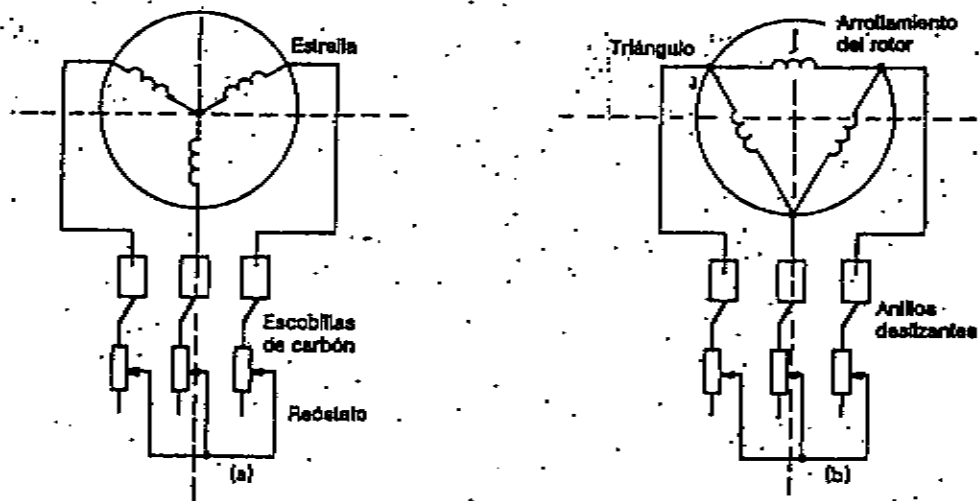 Estrella
Escobillas
de carbón
Reóstato
(a)
Triángulo
Arrollamiento
del rotor
Anillos
deslizantes
(b)